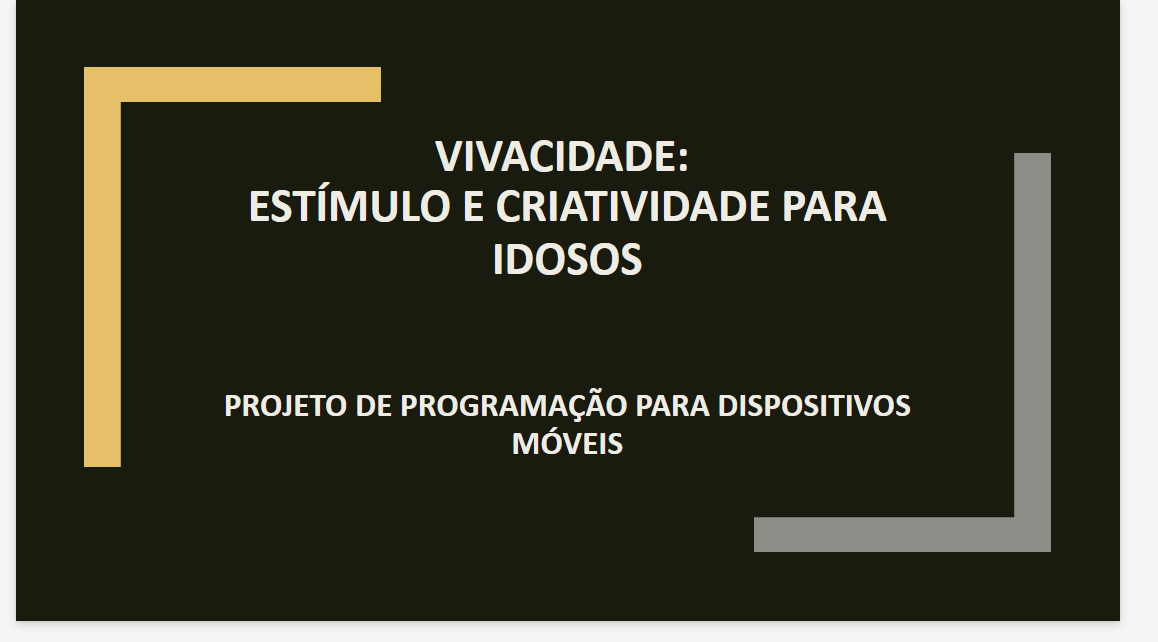 VIVACIDADE:
ESTÍMULO E CRIATIVIDADE PARA
IDOSOS
PROJETO DE PROGRAMAÇÃO PARA DISPOSITIVOS
MÓVEIS